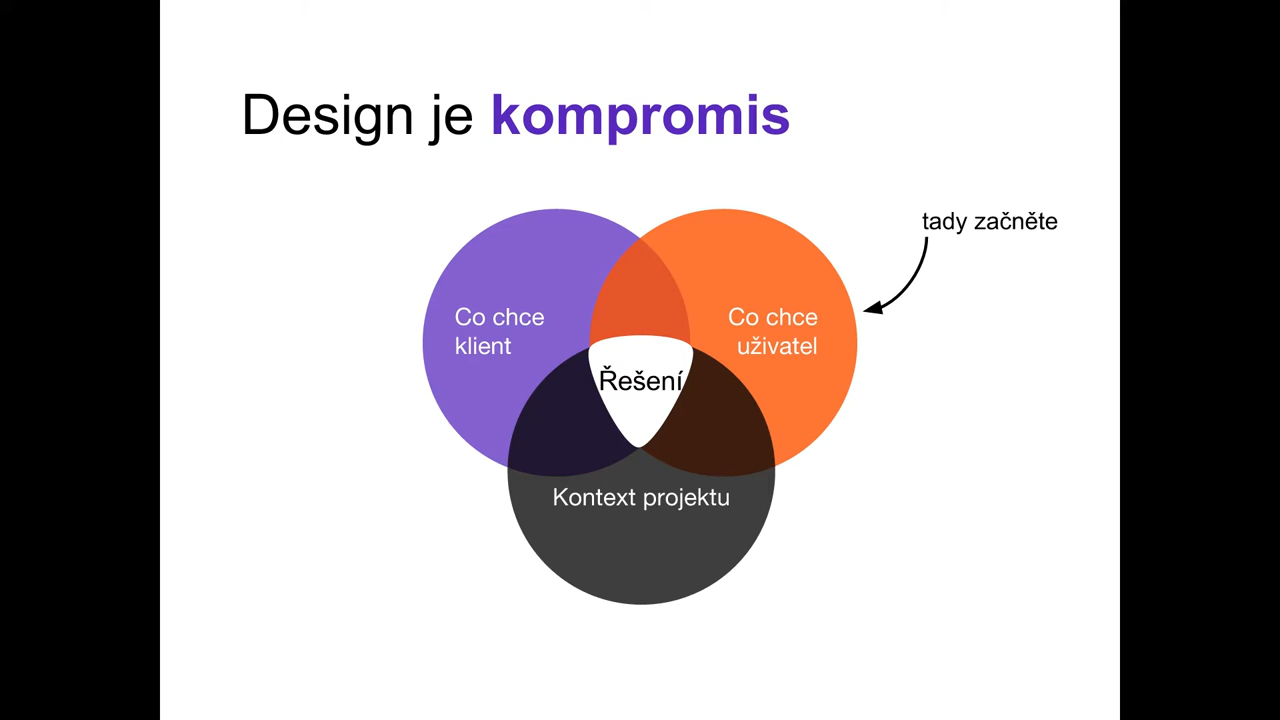 Design je kompromis
tady začněte
Co chce
klient
Co chce
uživatel
Řešení
Kontext projektu